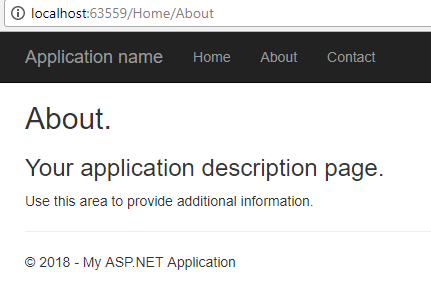 localhost:63559/Home/About
Application name Home About Contact
About.
Your application description page.
Use this area to provide additional information.
© 2018 - My ASP.NET Application